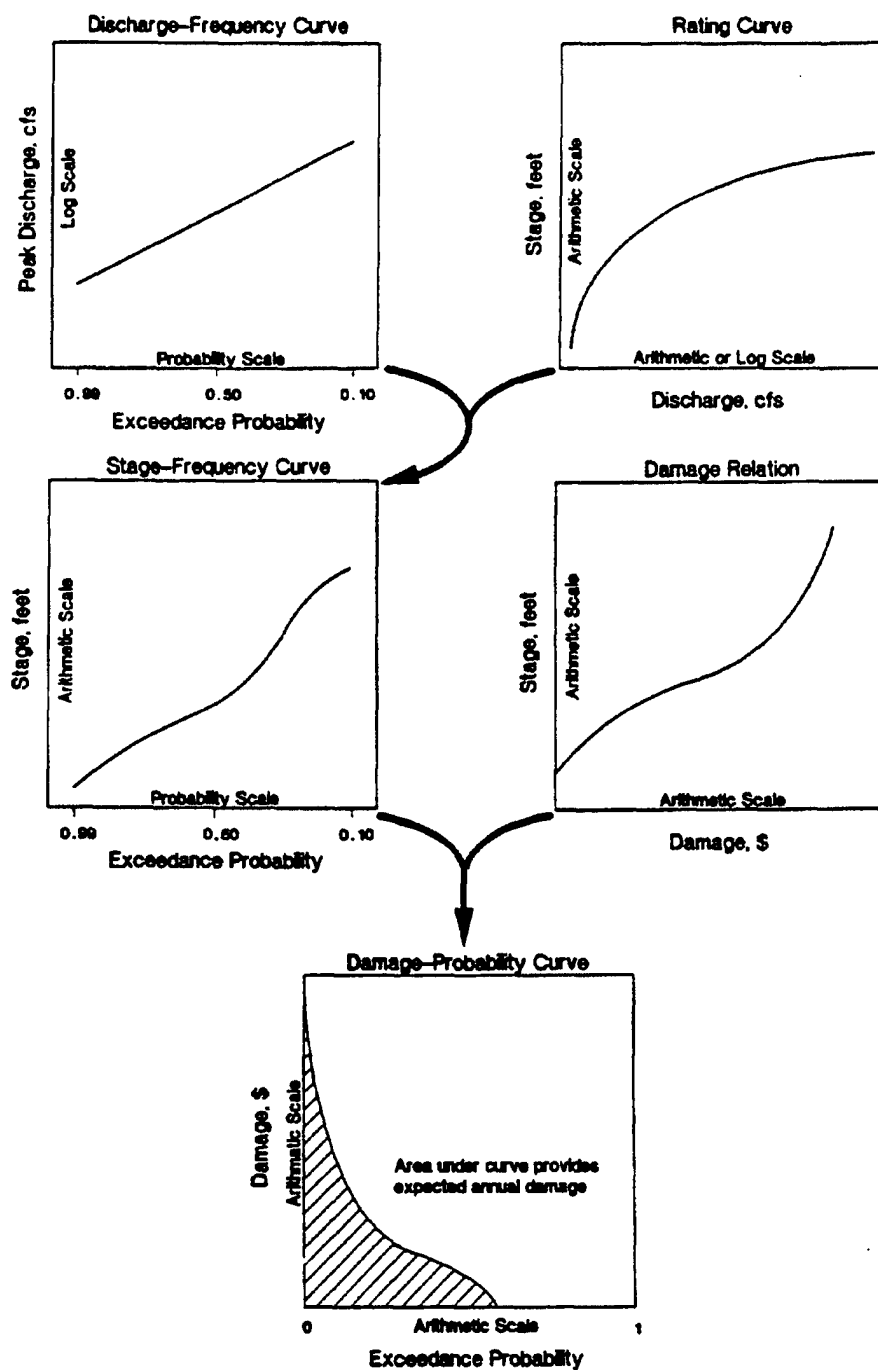 Discharge–Frequency Curve
Peak Discharge, cfs
Log Scale
Probability Scale
0.99
0.50
0.10
Exceedance Probability
Rating Curve
Stage, feet
Arithmetic Scale
Arithmetic or Log Scale
Discharge, cfs
Stage–Frequency Curve
Stage, feet
Arithmetic Scale
Probability Scale
0.99
0.50
0.10
Exceedance Probability
Damage Relation
Stage, feet
Arithmetic Scale
Arithmetic Scale
Damage, $
Damage–Probability Curve
Damage, $
Arithmatic Scale
Area under curve provides
expected annual damage
0
Arithmetic Scale
1
Exceedance Probability